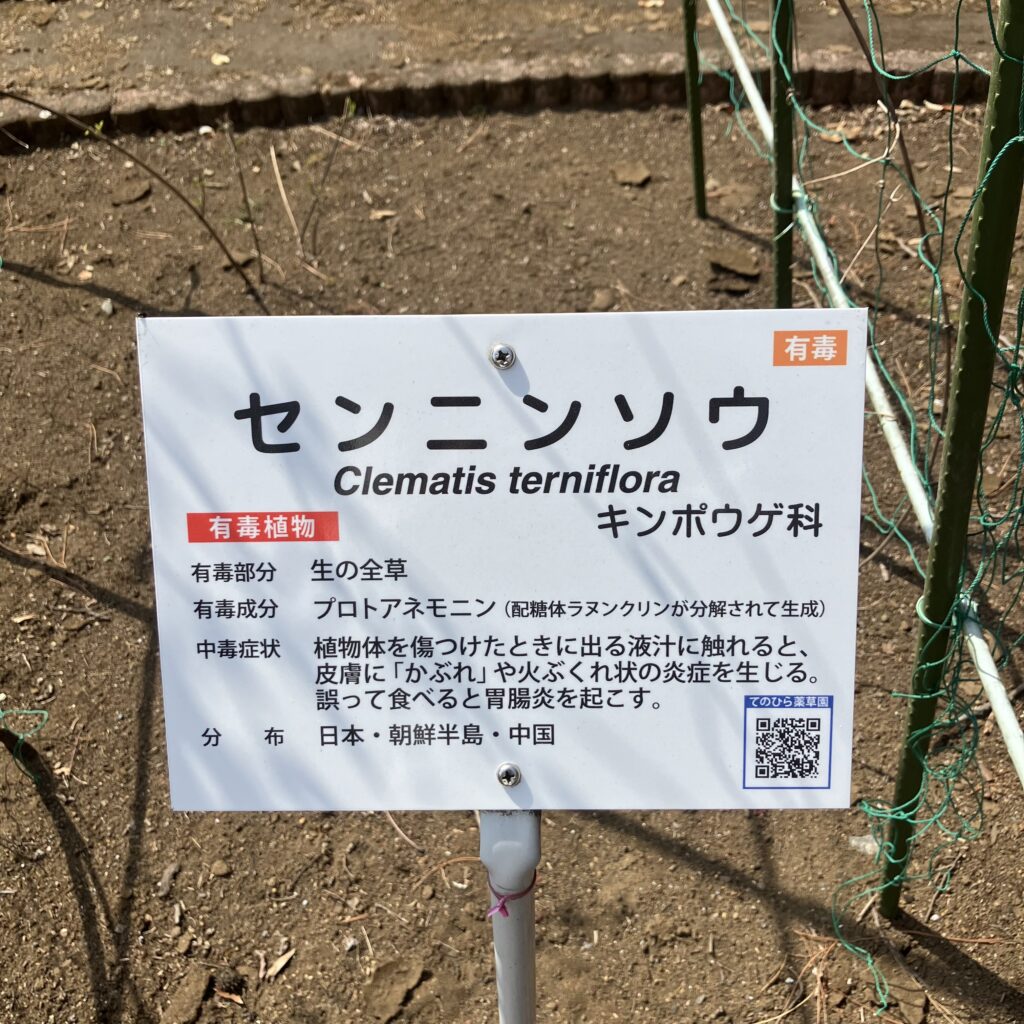 有毒
センニンソウ
Clematis terniflora
キンポウゲ科
有毒植物
有毒部分 生の全草
有毒成分 プロトアネモニン（配糖体ラヌンクリンが分解されて生成）
中毒症状 植物体を傷つけたときに出る液汁に触れると、
皮膚に「かぶれ」や火ぶくれ状の炎症を生じる。
誤って食べると胃腸炎を起こす。
分 布 日本・朝鮮半島・中国
てのひら薬草園